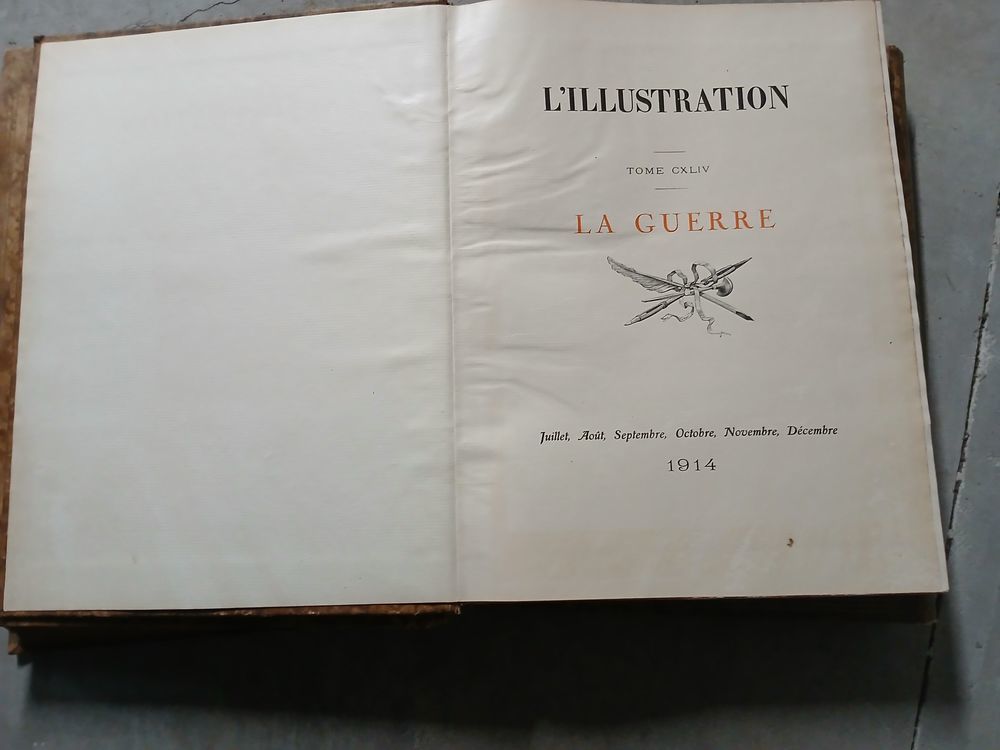 L'ILLUSTRATION
TOME CXLIV
LA GUERRE
Juillet, Août, Septembre, Octobre, Novembre, Décembre
1914